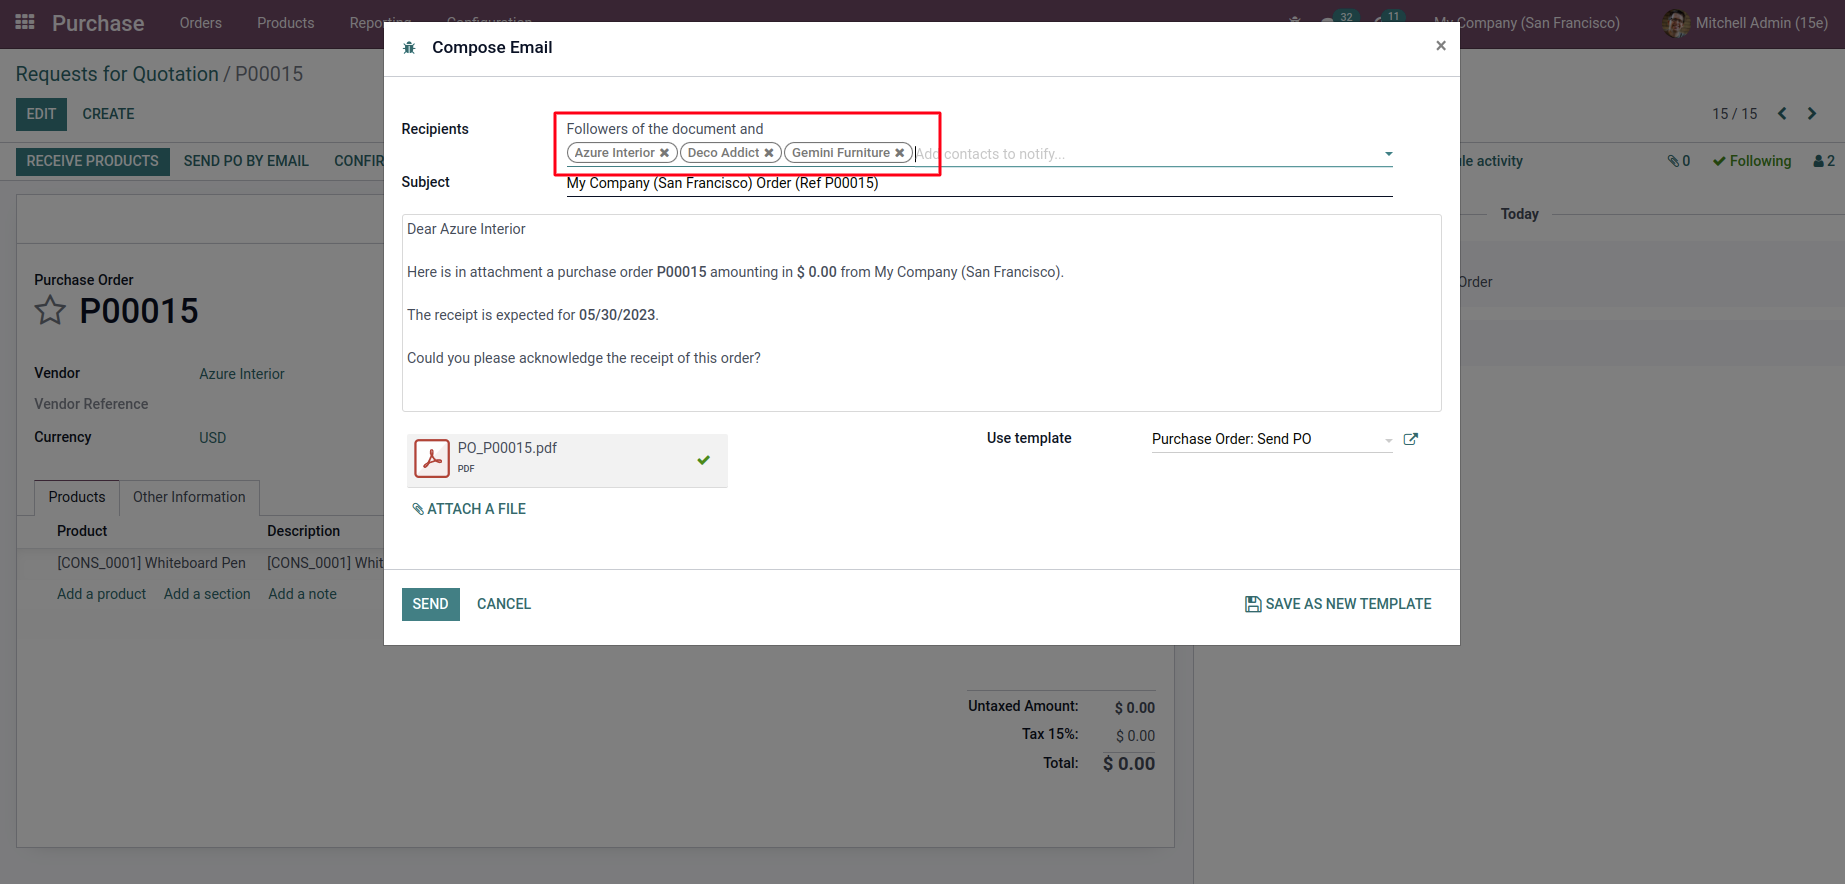 Purchase Orders Products Reporting Configuration 32 11 My Company (San Francisco) Mitchell Admin (15e)
Requests for Quotation / P00015
EDIT CREATE 15 / 15
RECEIVE PRODUCTS SEND PO BY EMAIL CONFIR
le activity 0 Following 2
Today
Order
Purchase Order
P00015
Vendor Azure Interior
Vendor Reference
Currency USD
Products Other Information
Product Description
[CONS_0001] Whiteboard Pen [CONS_0001] Whit
Add a product Add a section Add a note
Untaxed Amount: $ 0.00
Tax 15%: $ 0.00
Total: $ 0.00
Compose Email ×
Recipients Followers of the document and
Azure Interior ✖ Deco Addict ✖ Gemini Furniture ✖ Add contacts to notify...
Subject My Company (San Francisco) Order (Ref P00015)
Dear Azure Interior
Here is in attachment a purchase order P00015 amounting in $ 0.00 from My Company (San Francisco).
The receipt is expected for 05/30/2023.
Could you please acknowledge the receipt of this order?
PO_P00015.pdf
PDF
Use template Purchase Order: Send PO
ATTACH A FILE
SEND CANCEL SAVE AS NEW TEMPLATE